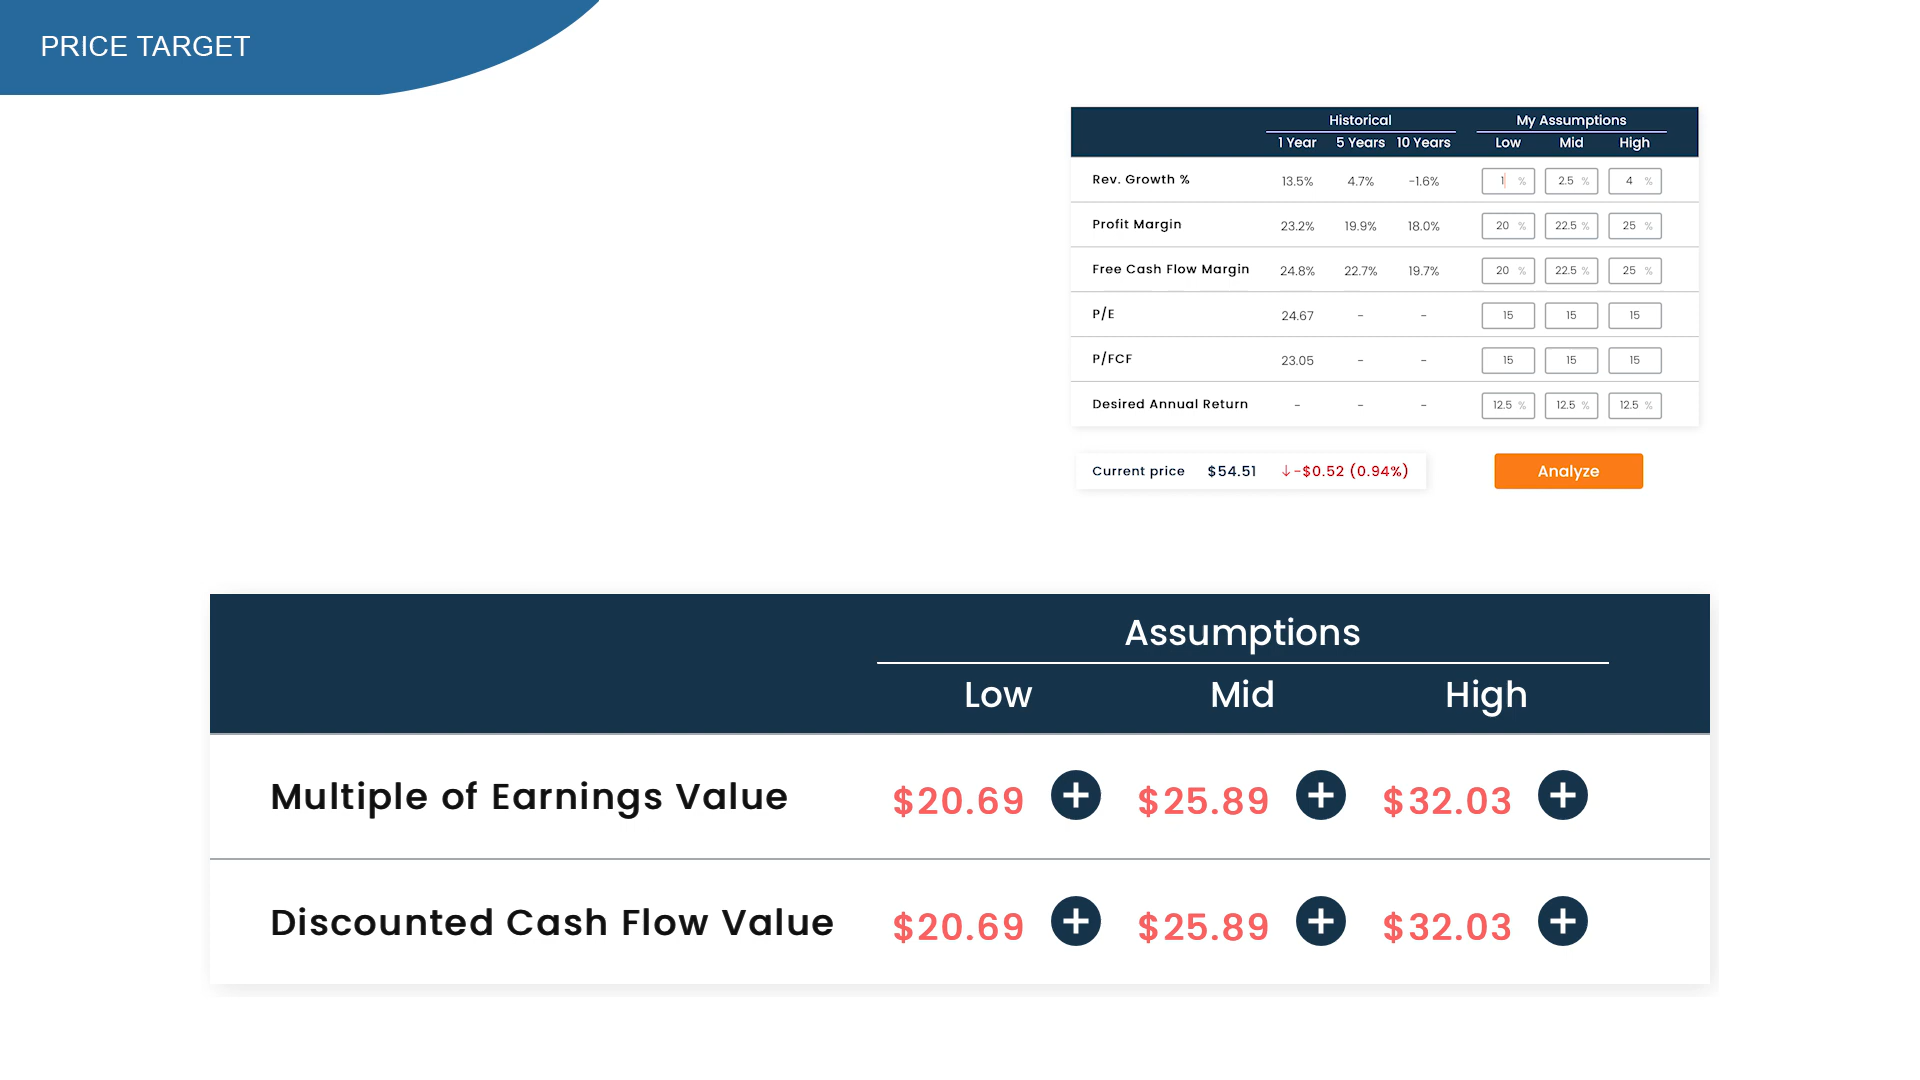 PRICE TARGET
Historical My Assumptions
1 Year 5 Years 10 Years Low Mid High
Rev. Growth % 13.5% 4.7% -1.6% 1 % 2.5 % 4 %
Profit Margin 23.2% 19.9% 18.0% 20 % 22.5 % 25 %
Free Cash Flow Margin 24.8% 22.7% 19.7% 20 % 22.5 % 25 %
P/E 24.67 - - 15 15 15
P/FCF 23.05 - - 15 15 15
Desired Annual Return - - - 12.5 % 12.5 % 12.5 %
Current price $54.51 ↓-$0.52 (0.94%) Analyze
Assumptions
Low Mid High
Multiple of Earnings Value $20.69 + $25.89 + $32.03 +
Discounted Cash Flow Value $20.69 + $25.89 + $32.03 +